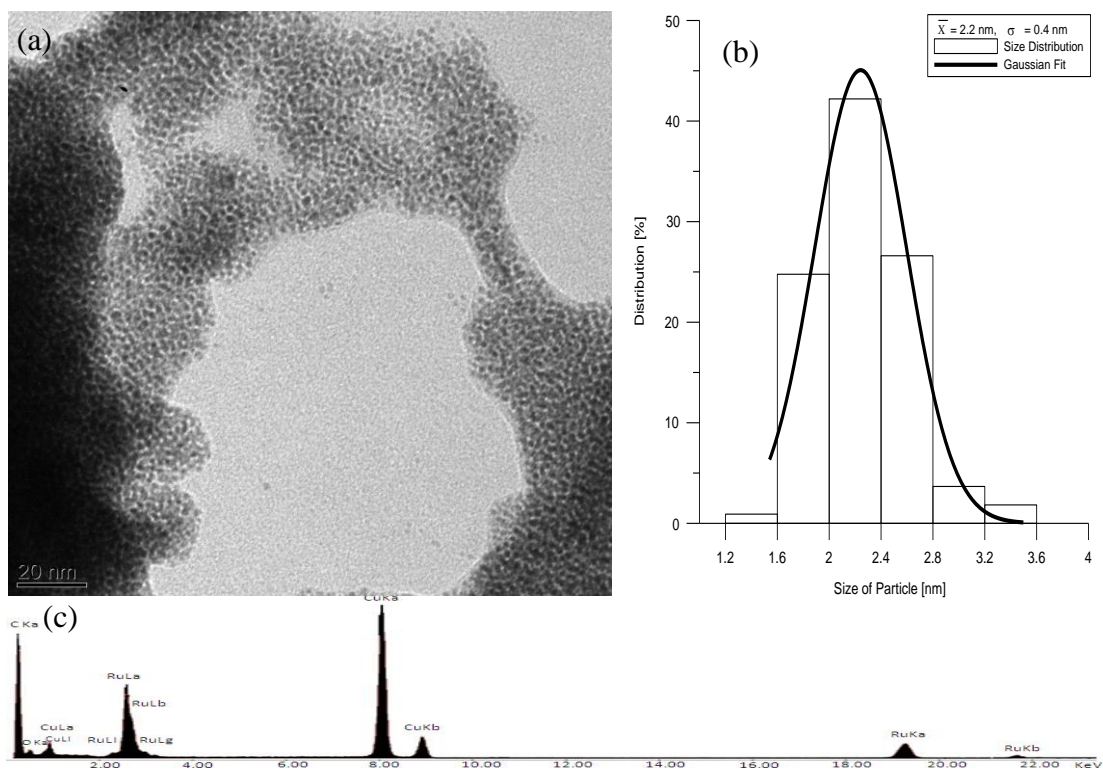 (a)
20 nm
(b)
X̅ = 2.2 nm, σ = 0.4 nm
Size Distribution
Gaussian Fit
Distribution [%]
50
40
30
20
10
0
1.2 1.6 2 2.4 2.8 3.2 3.6 4
Size of Particle [nm]
(c)
C Ka
O Ka
CuLa
CuLl
RuLl
RuLa
RuLb
RuLg
CuKa
CuKb
RuKa
RuKb
2.00 4.00 6.00 8.00 10.00 12.00 14.00 16.00 18.00 20.00 22.00 KeV